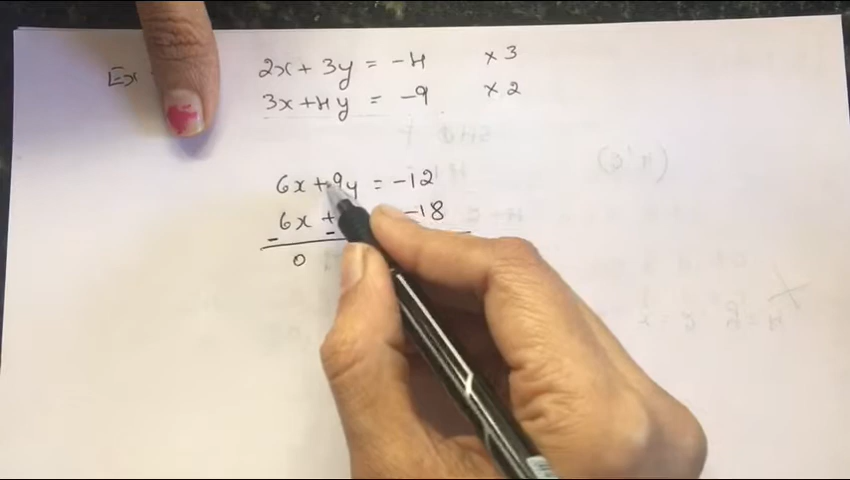 Ex
2x + 3y = -4 ×3
3x + 4y = -9 ×2
6x + 9y = -12
6x + -18
- -
0